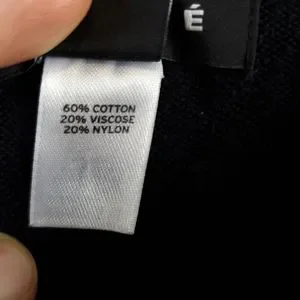 É
60% COTTON
20% VISCOSE
20% NYLON